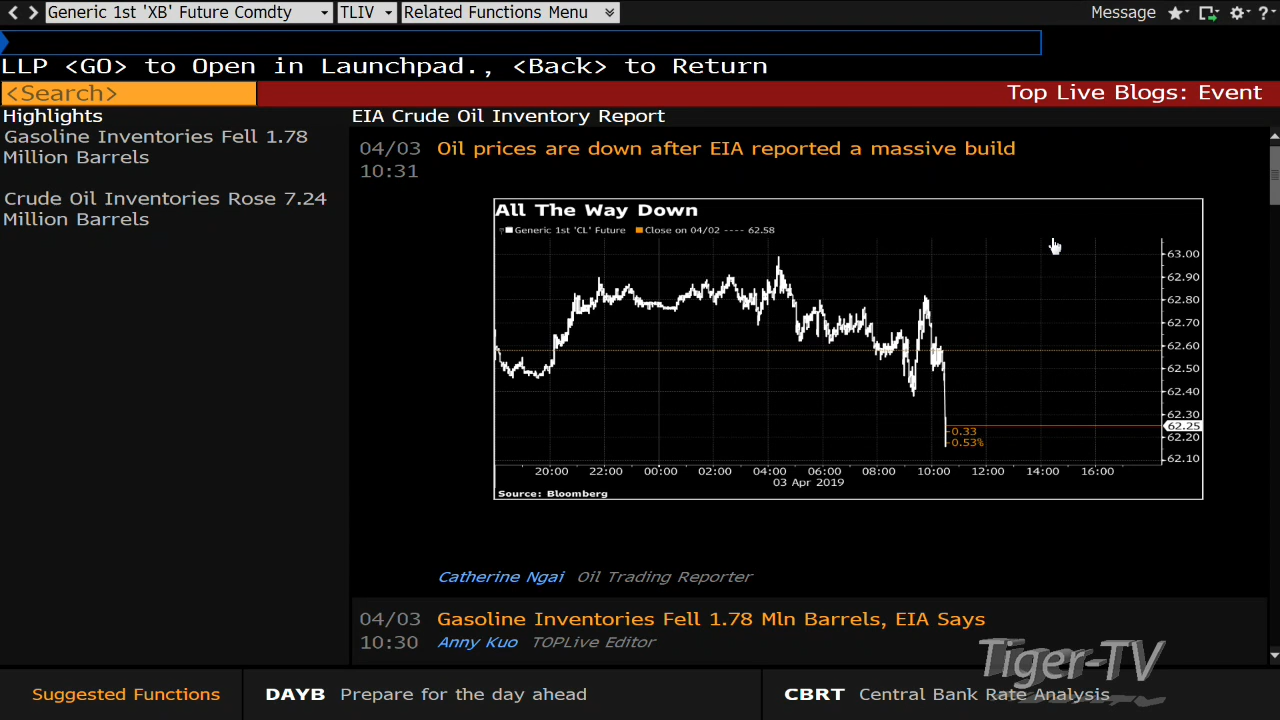 Generic 1st 'XB' Future Comdty TLIV Related Functions Menu Message ?
LLP <GO> to Open in Launchpad., <Back> to Return
<Search> Top Live Blogs: Event
Highlights
Gasoline Inventories Fell 1.78
Million Barrels
Crude Oil Inventories Rose 7.24
Million Barrels
EIA Crude Oil Inventory Report
04/03 Oil prices are down after EIA reported a massive build
10:31
All The Way Down
Generic 1st 'CL' Future Close on 04/02 ---- 62.58
63.00
62.90
62.80
62.70
62.60
62.50
62.40
62.30
62.25
62.20
62.10
-0.33
-0.53%
20:00 22:00 00:00 02:00 04:00 06:00 08:00 10:00 12:00 14:00 16:00
03 Apr 2019
Source: Bloomberg
Catherine Ngai Oil Trading Reporter
04/03 Gasoline Inventories Fell 1.78 Mln Barrels, EIA Says
10:30 Anny Kuo TOPLive Editor
Tiger-TV
Suggested Functions DAYB Prepare for the day ahead CBRT Central Bank Rate Analysis